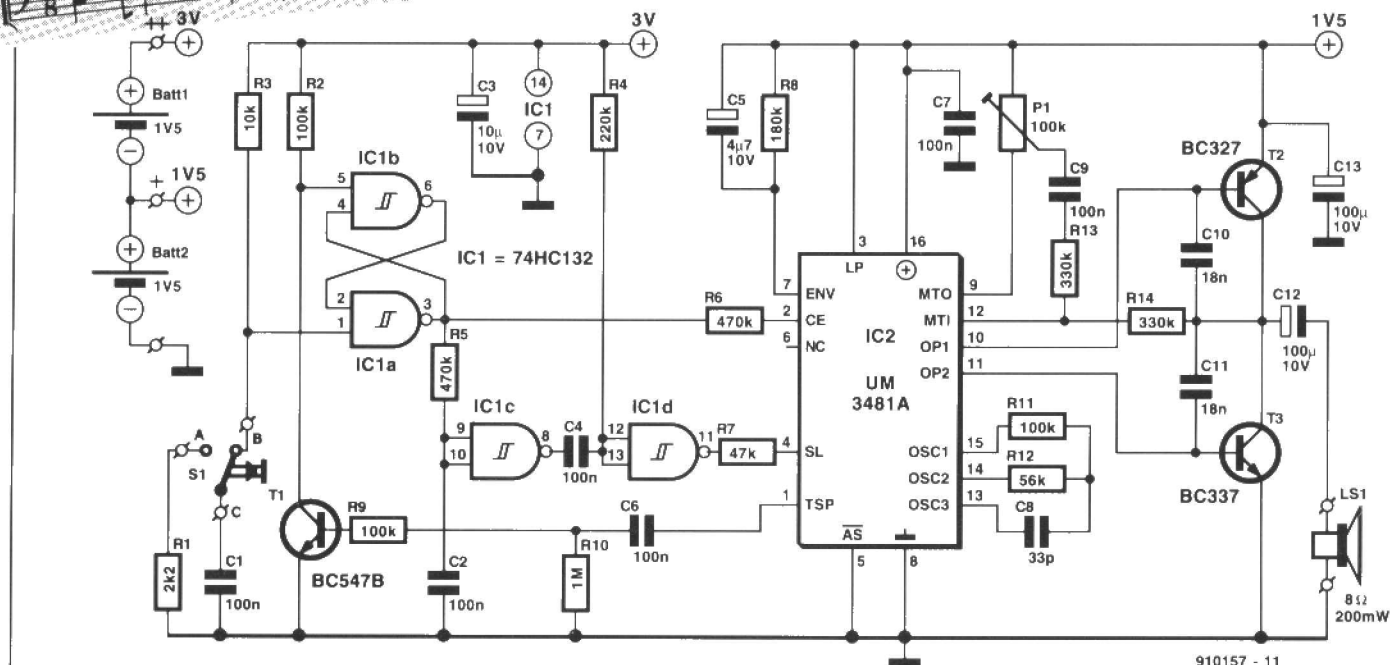 8
++ 3V
+
Batt1
+
1V5
−
+ 1V5
+
Batt2
+
1V5
−
3V
+
R3
10k
R2
100k
C3
10µ
10V
14
IC1
7
R4
220k
IC1b
5
4
6
IC1 = 74HC132
2
1
3
IC1a
R5
470k
R6
470k
IC1c
9
10
8
C4
100n
IC1d
12
13
11
R7
47k
A
B
S1
C
T1
BC547B
R1
2k2
C1
100n
R9
100k
C2
100n
R10
1M
C6
100n
C5
4µ7
10V
R8
180k
C7
100n
P1
100k
C9
100n
R13
330k
3
LP
16
+
7
ENV
2
CE
6
NC
4
SL
1
TSP
IC2
UM
3481A
MTO
9
MTI
12
OP1
10
OP2
11
OSC1
15
OSC2
14
OSC3
13
AS
5
8
R11
100k
R12
56k
C8
33p
R14
330k
C10
18n
C11
18n
1V5
+
BC327
T2
C13
100µ
10V
C12
100µ
10V
T3
BC337
LS1
8Ω
200mW
910157 - 11